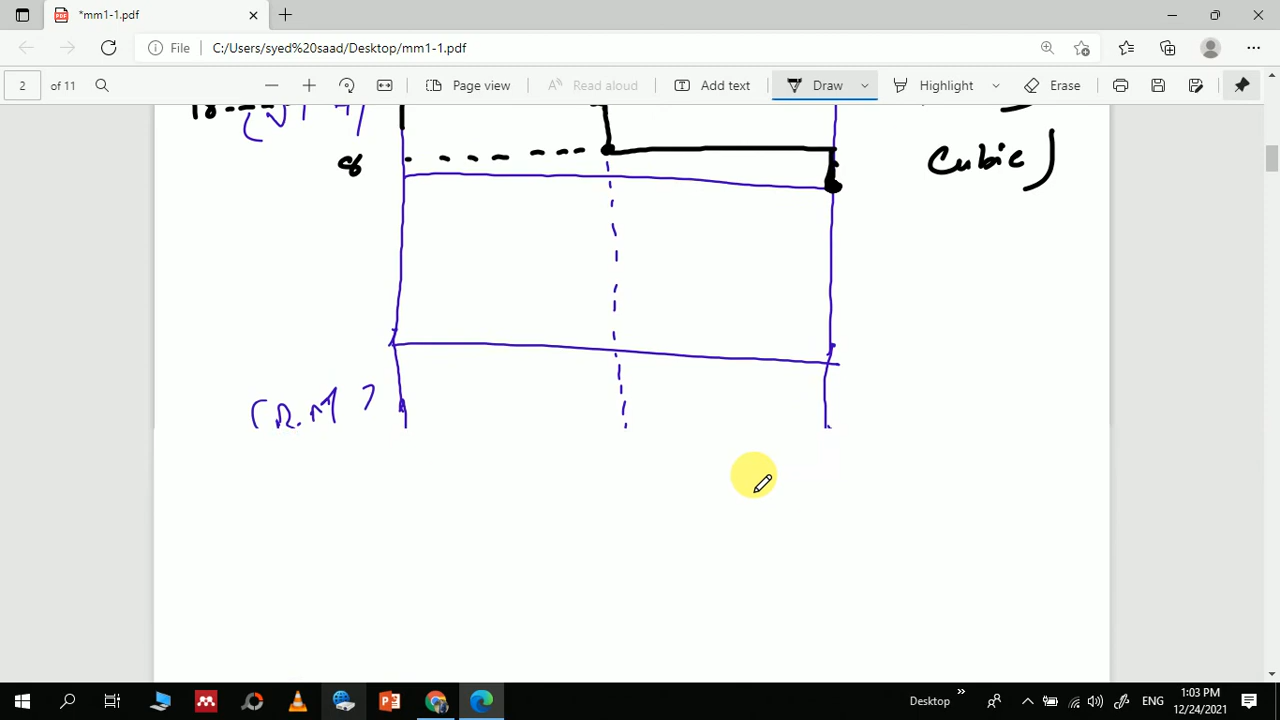 *mm1-1.pdf
File C:/Users/syed%20saad/Desktop/mm1-1.pdf
2 of 11 Page view Read aloud Add text Draw Highlight Erase
8 Cubic)
1:03 PM
Desktop ENG
12/24/2021